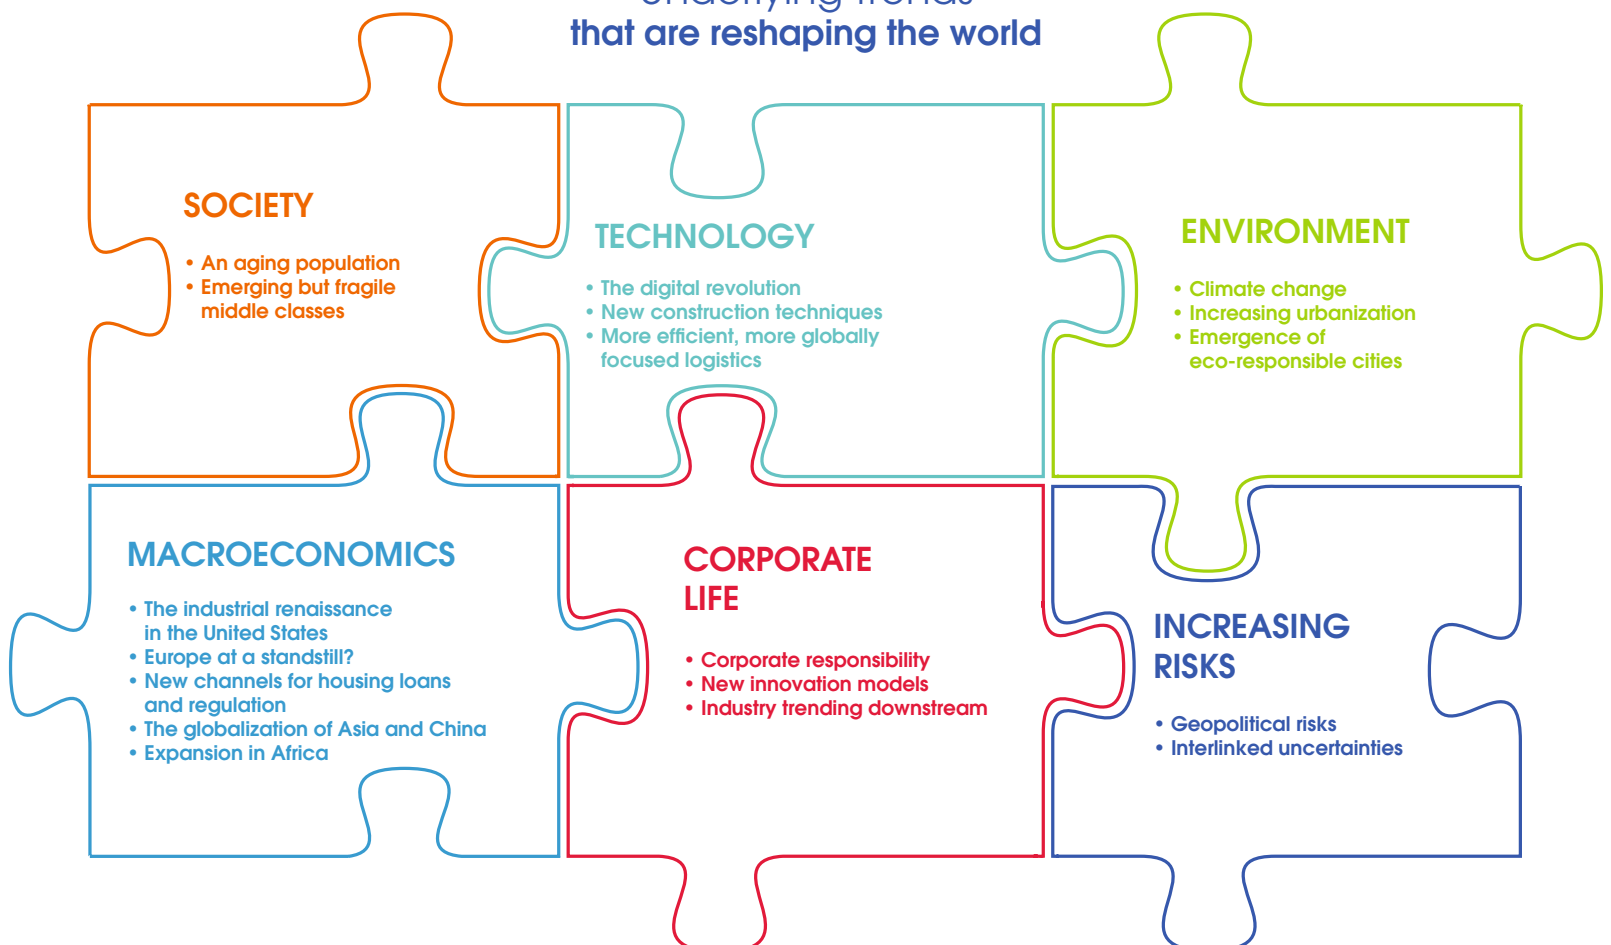 Underlying trends
that are reshaping the world
SOCIETY
• An aging population
• Emerging but fragile
middle classes
TECHNOLOGY
• The digital revolution
• New construction techniques
• More efficient, more globally
focused logistics
ENVIRONMENT
• Climate change
• Increasing urbanization
• Emergence of
eco-responsible cities
MACROECONOMICS
• The industrial renaissance
in the United States
• Europe at a standstill?
• New channels for housing loans
and regulation
• The globalization of Asia and China
• Expansion in Africa
CORPORATE
LIFE
• Corporate responsibility
• New innovation models
• Industry trending downstream
INCREASING
RISKS
• Geopolitical risks
• Interlinked uncertainties